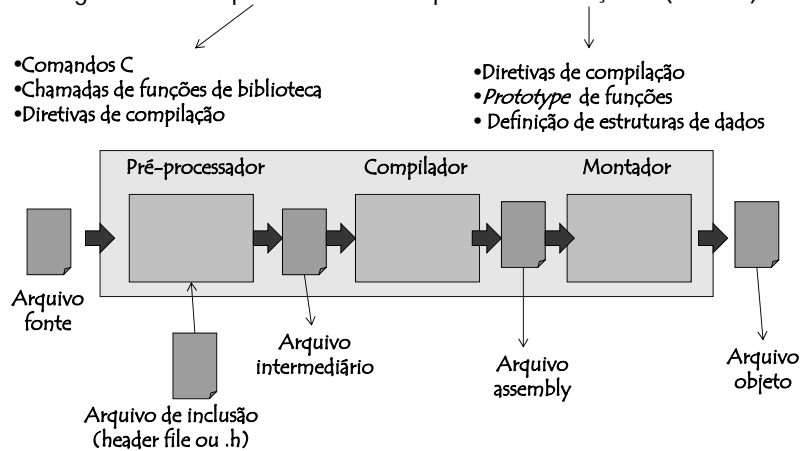 •Comandos C
•Chamadas de funções de biblioteca
•Diretivas de compilação
•Diretivas de compilação
•Prototype de funções
• Definição de estruturas de dados
Pré-processador
Compilador
Montador
Arquivo
fonte
Arquivo
intermediário
Arquivo
assembly
Arquivo
objeto
Arquivo de inclusão
(header file ou .h)